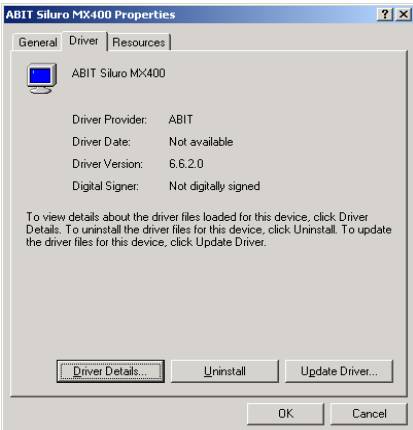 ABIT Siluro MX400 Properties
General Driver Resources
ABIT Siluro MX400
Driver Provider: ABIT
Driver Date: Not available
Driver Version: 6.6.2.0
Digital Signer: Not digitally signed
To view details about the driver files loaded for this device, click Driver
Details. To uninstall the driver files for this device, click Uninstall. To update
the driver files for this device, click Update Driver.
Driver Details... Uninstall Update Driver...
OK Cancel